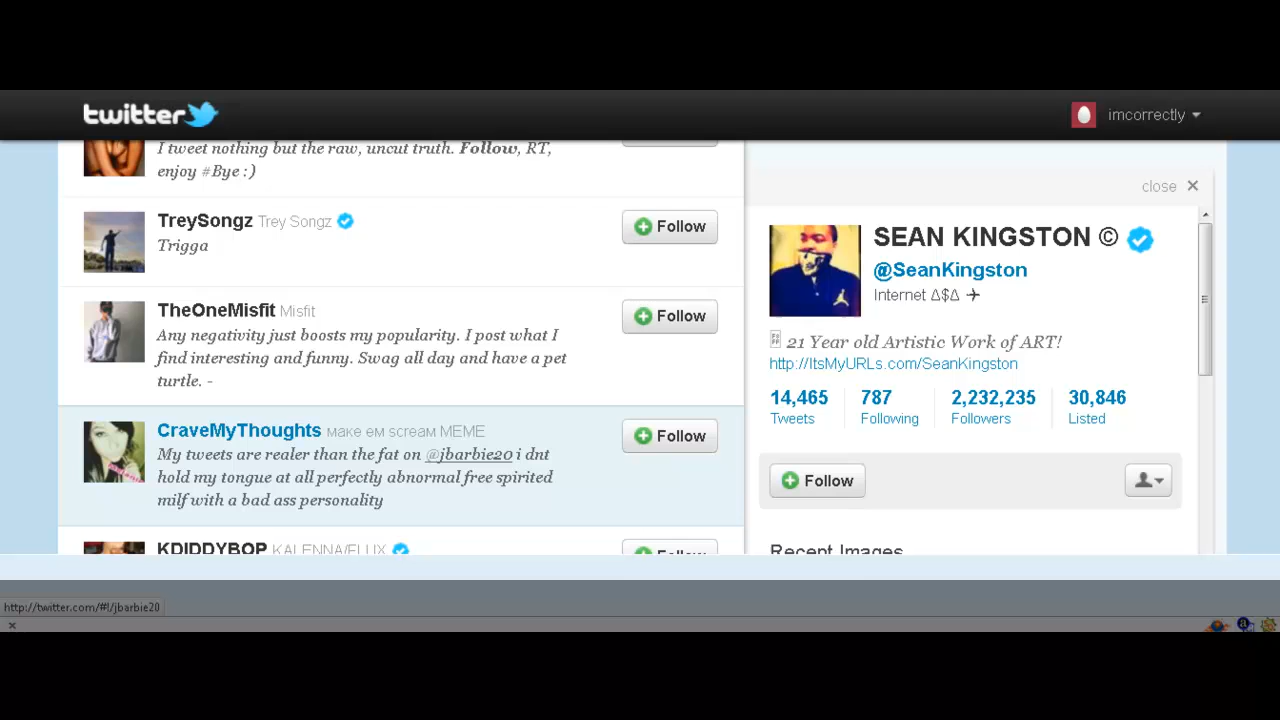 twitter
imcorrectly
I tweet nothing but the raw, uncut truth. Follow, RT,
enjoy #Bye :)
TreySongz Trey Songz
Follow
Trigga
TheOneMisfit Misfit
Follow
Any negativity just boosts my popularity. I post what I
find interesting and funny. Swag all day and have a pet
turtle. -
CraveMyThoughts мaĸe eм ѕcreaм MEME
Follow
My tweets are realer than the fat on @jbarbie20 i dnt
hold my tongue at all perfectly abnormal free spirited
milf with a bad ass personality
KDIDDYBOP KALENNA/ELUX
Follow
close ×
SEAN KINGSTON ©
@SeanKingston
Internet ∆$∆ ✈
21 Year old Artistic Work of ART!
http://ItsMyURLs.com/SeanKingston
14,465 787 2,232,235 30,846
Tweets Following Followers Listed
Follow
Recent Images
http://twitter.com/#!/jbarbie20
×